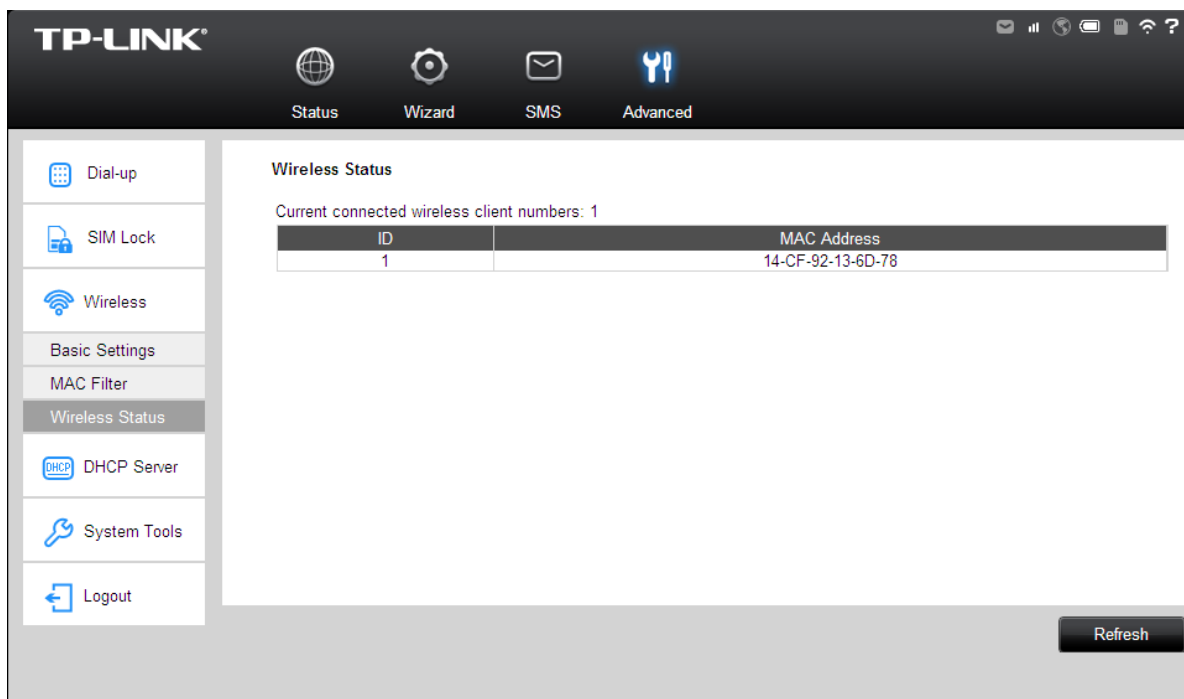 TP-LINK®
?
Status Wizard SMS Advanced
Dial-up
SIM Lock
Wireless
Basic Settings
MAC Filter
Wireless Status
DHCP DHCP Server
System Tools
Logout
Wireless Status
Current connected wireless client numbers: 1
ID MAC Address
1 14-CF-92-13-6D-78
Refresh